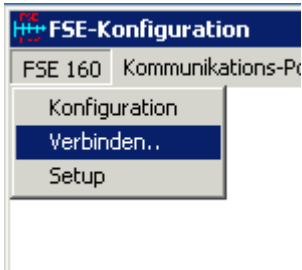 FSE-Konfiguration
FSE 160 Kommunikations-Po
Konfiguration
Verbinden..
Setup